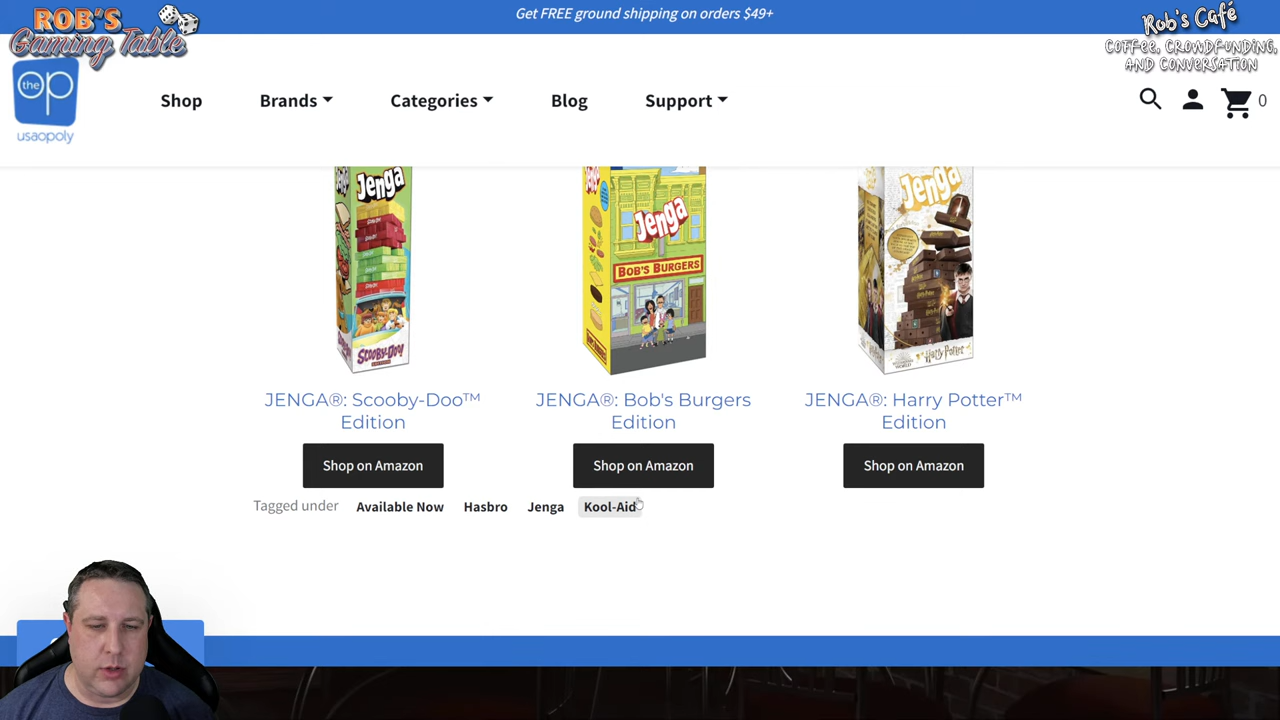 Get FREE ground shipping on orders $49+
ROB'S
Gaming Table
Rob's Café
COFFEE, CROWDFUNDING,
AND CONVERSATION
the
op
usaopoly
Shop
Brands
Categories
Blog
Support
0
Jenga
SCOOBY-DOO!
Jenga
BOB'S BURGERS
Jenga
Harry Potter
JENGA®: Scooby-Doo™
Edition
JENGA®: Bob's Burgers
Edition
JENGA®: Harry Potter™
Edition
Shop on Amazon
Shop on Amazon
Shop on Amazon
Tagged under
Available Now
Hasbro
Jenga
Kool-Aid